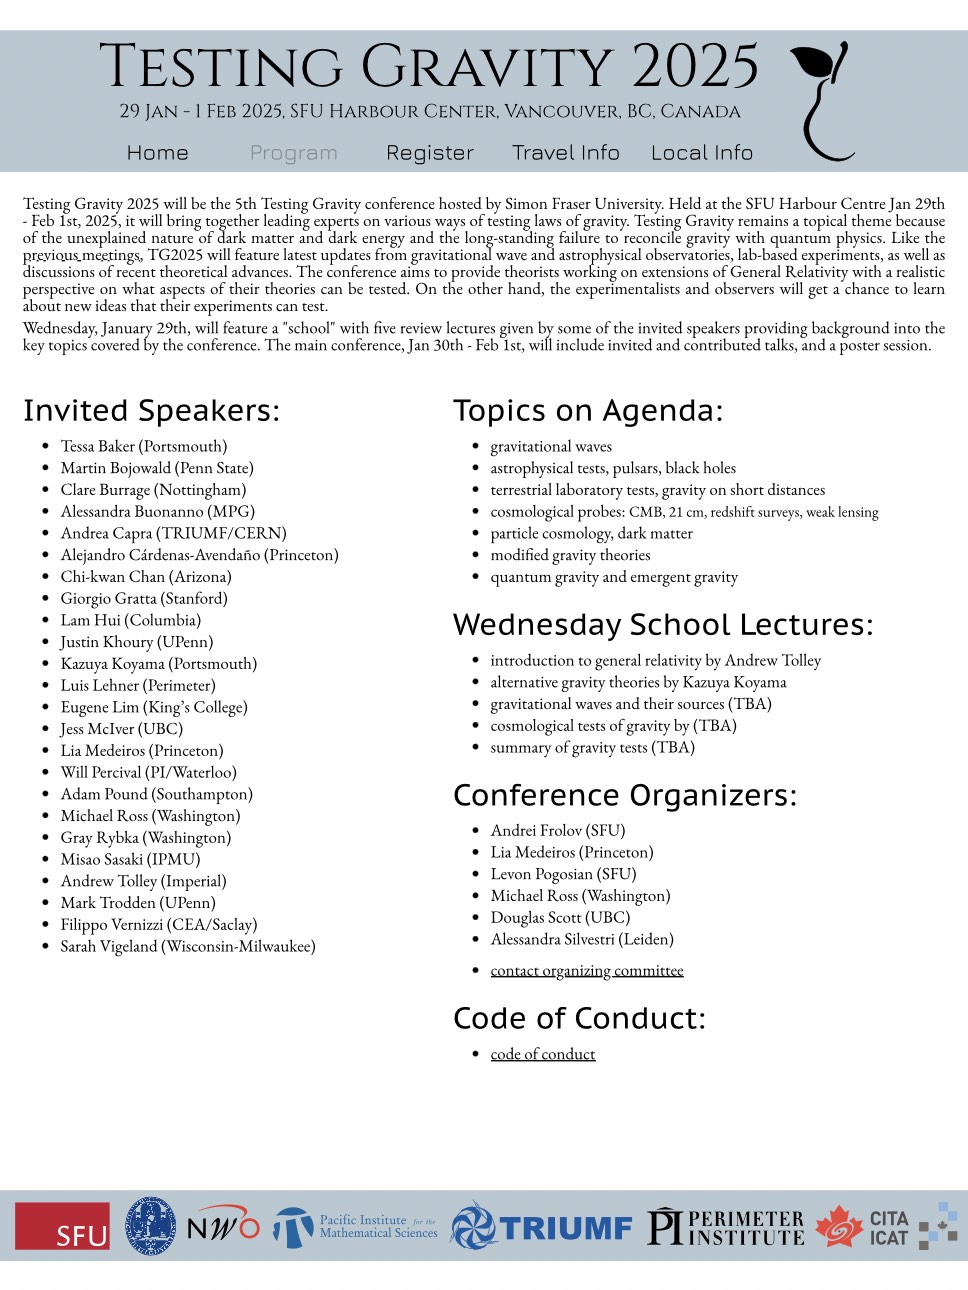 Testing Gravity 2025
29 Jan - 1 Feb 2025, SFU Harbour Center, Vancouver, BC, Canada
Home Program Register Travel Info Local Info
Testing Gravity 2025 will be the 5th Testing Gravity conference hosted by Simon Fraser University. Held at the SFU Harbour Centre Jan 29th
- Feb 1st, 2025, it will bring together leading experts on various ways of testing laws of gravity. Testing Gravity remains a topical theme because
of the unexplained nature of dark matter and dark energy and the long-standing failure to reconcile gravity with quantum physics. Like the
previous meetings, TG2025 will feature latest updates from gravitational wave and astrophysical observatories, lab-based experiments, as well as
discussions of recent theoretical advances. The conference aims to provide theorists working on extensions of General Relativity with a realistic
perspective on what aspects of their theories can be tested. On the other hand, the experimentalists and observers will get a chance to learn
about new ideas that their experiments can test.
Wednesday, January 29th, will feature a "school" with five review lectures given by some of the invited speakers providing background into the
key topics covered by the conference. The main conference, Jan 30th - Feb 1st, will include invited and contributed talks, and a poster session.
Invited Speakers:
• Tessa Baker (Portsmouth)
• Martin Bojowald (Penn State)
• Clare Burrage (Nottingham)
• Alessandra Buonanno (MPG)
• Andrea Capra (TRIUMF/CERN)
• Alejandro Cárdenas-Avendaño (Princeton)
• Chi-kwan Chan (Arizona)
• Giorgio Gratta (Stanford)
• Lam Hui (Columbia)
• Justin Khoury (UPenn)
• Kazuya Koyama (Portsmouth)
• Luis Lehner (Perimeter)
• Eugene Lim (King's College)
• Jess McIver (UBC)
• Lia Medeiros (Princeton)
• Will Percival (PI/Waterloo)
• Adam Pound (Southampton)
• Michael Ross (Washington)
• Gray Rybka (Washington)
• Misao Sasaki (IPMU)
• Andrew Tolley (Imperial)
• Mark Trodden (UPenn)
• Filippo Vernizzi (CEA/Saclay)
• Sarah Vigeland (Wisconsin-Milwaukee)
Topics on Agenda:
• gravitational waves
• astrophysical tests, pulsars, black holes
• terrestrial laboratory tests, gravity on short distances
• cosmological probes: CMB, 21 cm, redshift surveys, weak lensing
• particle cosmology, dark matter
• modified gravity theories
• quantum gravity and emergent gravity
Wednesday School Lectures:
• introduction to general relativity by Andrew Tolley
• alternative gravity theories by Kazuya Koyama
• gravitational waves and their sources (TBA)
• cosmological tests of gravity by (TBA)
• summary of gravity tests (TBA)
Conference Organizers:
• Andrei Frolov (SFU)
• Lia Medeiros (Princeton)
• Levon Pogosian (SFU)
• Michael Ross (Washington)
• Douglas Scott (UBC)
• Alessandra Silvestri (Leiden)
• contact organizing committee
Code of Conduct:
• code of conduct
SFU
NWO
Pacific Institute for the
Mathematical Sciences
TRIUMF
PI PERIMETER
INSTITUTE
CITA
ICAT